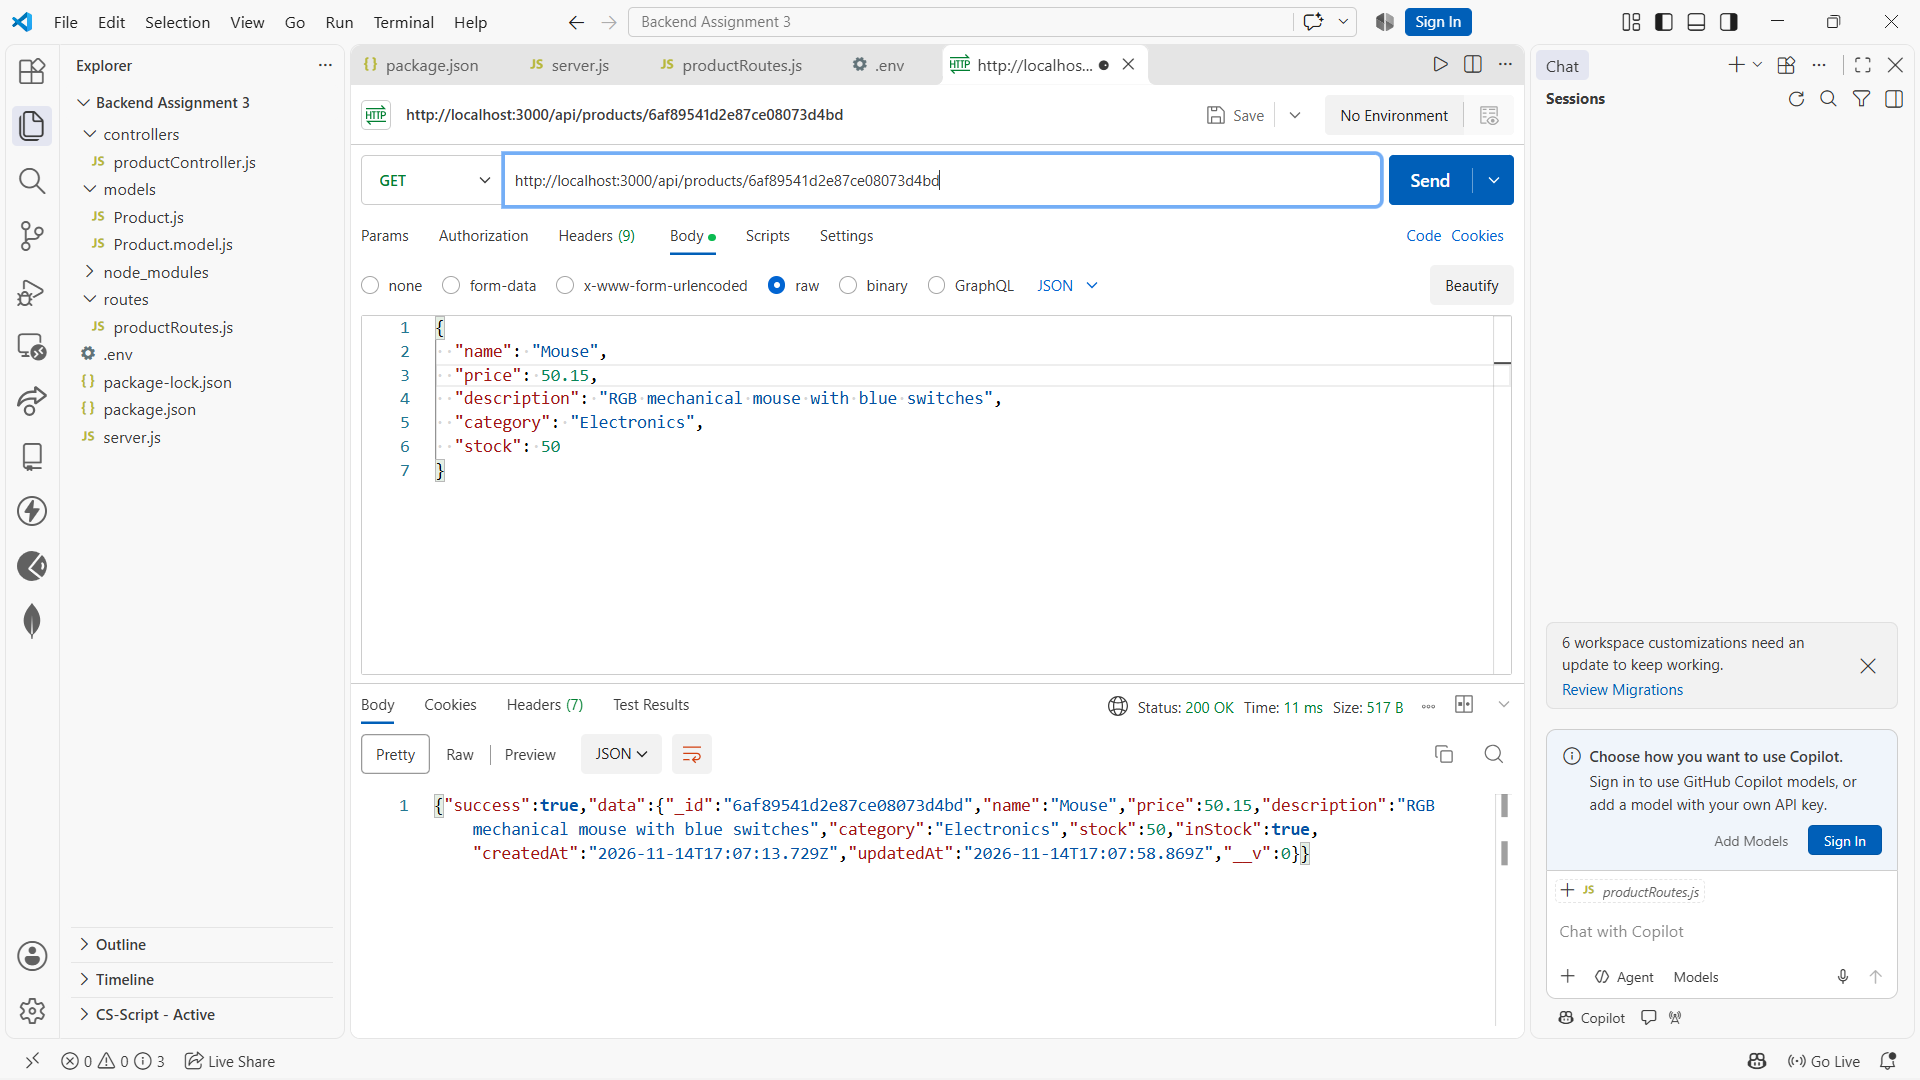 File Edit Selection View Go Run Terminal Help
Backend Assignment 3
Sign In
Explorer
Backend Assignment 3
controllers
JS productController.js
models
JS Product.js
JS Product.model.js
node_modules
routes
JS productRoutes.js
.env
{} package-lock.json
{} package.json
JS server.js
Outline
Timeline
CS-Script - Active
{} package.json
JS server.js
JS productRoutes.js
.env
HTTP http://localhos...
HTTP http://localhost:3000/api/products/6af89541d2e87ce08073d4bd
Save
No Environment
GET
http://localhost:3000/api/products/6af89541d2e87ce08073d4bd
Send
Params Authorization Headers (9) Body Scripts Settings
Code Cookies
none form-data x-www-form-urlencoded raw binary GraphQL JSON
Beautify
1 {
2 "name": "Mouse",
3 "price": 50.15,
4 "description": "RGB mechanical mouse with blue switches",
5 "category": "Electronics",
6 "stock": 50
7 }
Body Cookies Headers (7) Test Results
Status: 200 OK Time: 11 ms Size: 517 B
Pretty Raw Preview JSON
1 {"success":true,"data":{"_id":"6af89541d2e87ce08073d4bd","name":"Mouse","price":50.15,"description":"RGB
mechanical mouse with blue switches","category":"Electronics","stock":50,"inStock":true,
"createdAt":"2026-11-14T17:07:13.729Z","updatedAt":"2026-11-14T17:07:58.869Z","__v":0}}
Chat
Sessions
6 workspace customizations need an
update to keep working.
Review Migrations
Choose how you want to use Copilot.
Sign in to use GitHub Copilot models, or
add a model with your own API key.
Add Models Sign In
JS productRoutes.js
Chat with Copilot
Agent Models
Copilot
0 0 3 Live Share
Go Live